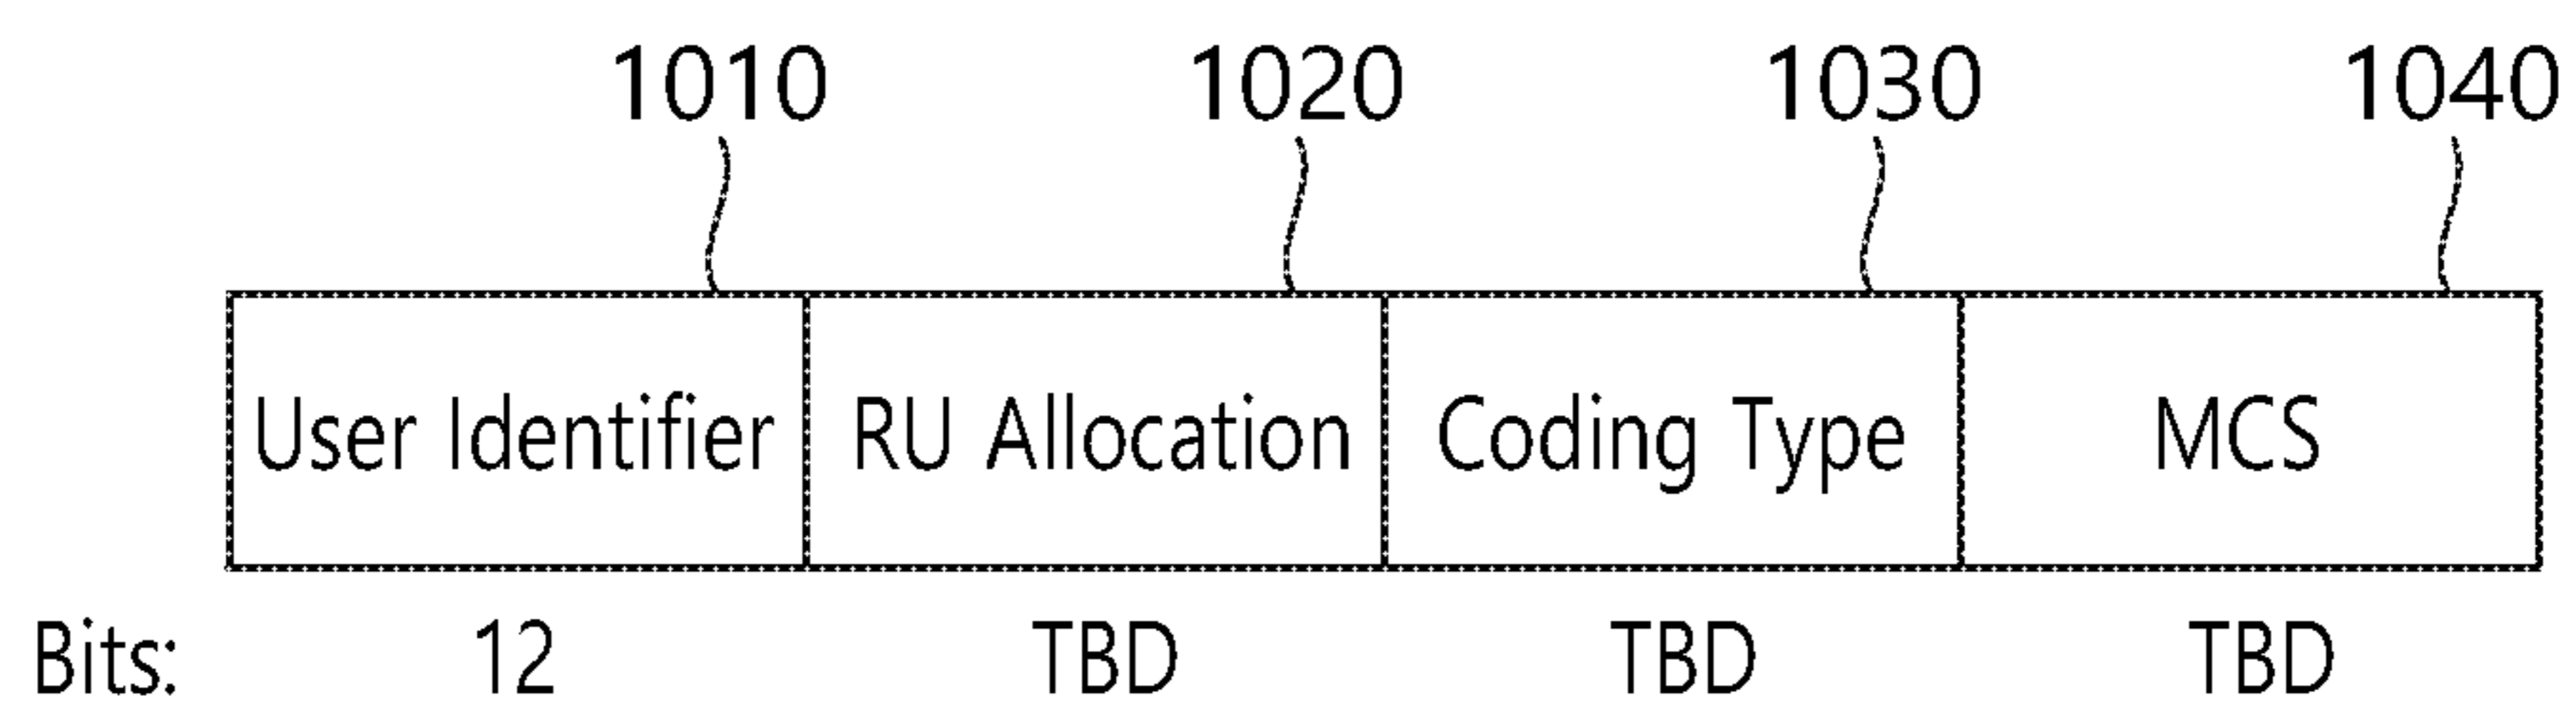 1010 1020 1030 1040
User Identifier RU Allocation Coding Type MCS
Bits: 12 TBD TBD TBD